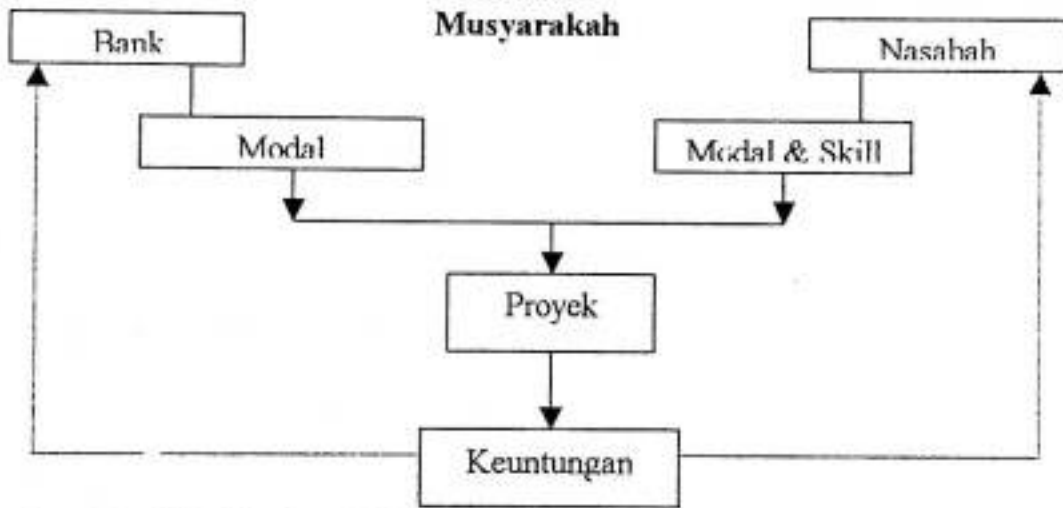 Musyarakah
Bank
Nasabah
Modal
Modal & Skill
Proyek
Keuntungan